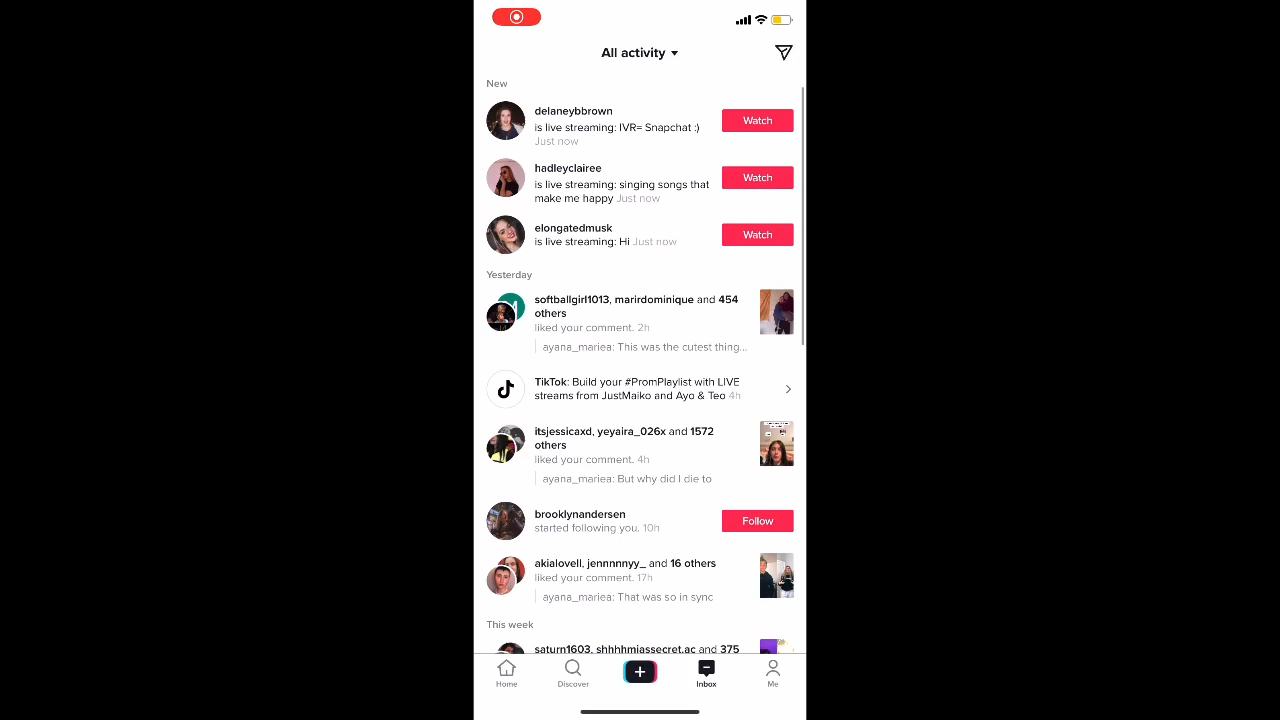 All activity
New
delaneybbrown
is live streaming: IVR= Snapchat :)
Just now
Watch
hadleyclairee
is live streaming: singing songs that
make me happy Just now
Watch
elongatedmusk
is live streaming: Hi Just now
Watch
Yesterday
softballgirl1013, marirdominique and 454
others
liked your comment. 2h
ayana_mariea: This was the cutest thing...
TikTok: Build your #PromPlaylist with LIVE
streams from JustMaiko and Ayo & Teo 4h
itsjessicaxd, yeyaira_026x and 1572
others
liked your comment. 4h
ayana_mariea: But why did I die to
brooklynandersen
started following you. 10h
Follow
akialovell, jennnnnyy_ and 16 others
liked your comment. 17h
ayana_mariea: That was so in sync
This week
saturn1603, shhhhmiassecret.ac and 375
Home
Discover
Inbox
Me